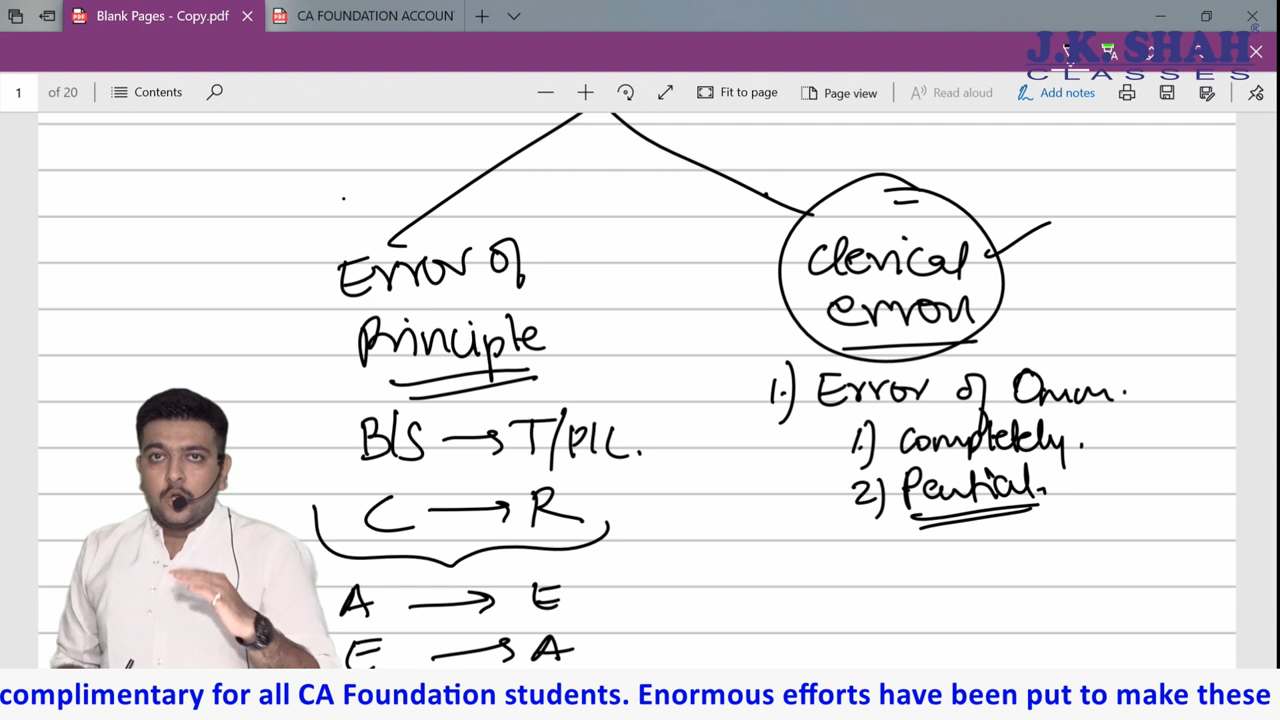 Blank Pages - Copy.pdf
CA FOUNDATION ACCOUN
J.K. SHAH®
CLASSES
1 of 20
Contents
Fit to page
Page view
Read aloud
Add notes
Error of
Principle
B/S → T/P/L.
C → R
A → E
E → A
Clerical
error
1.) Error of Omm.
1.) completely.
2) Partial.
complimentary for all CA Foundation students. Enormous efforts have been put to make these